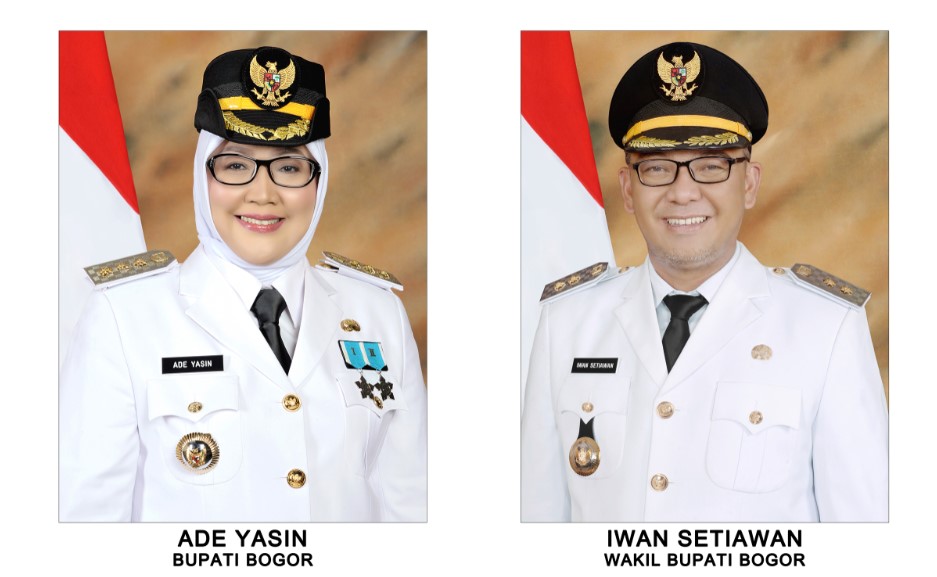 ADE YASIN
IWAN SETIAWAN
ADE YASIN
BUPATI BOGOR
IWAN SETIAWAN
WAKIL BUPATI BOGOR